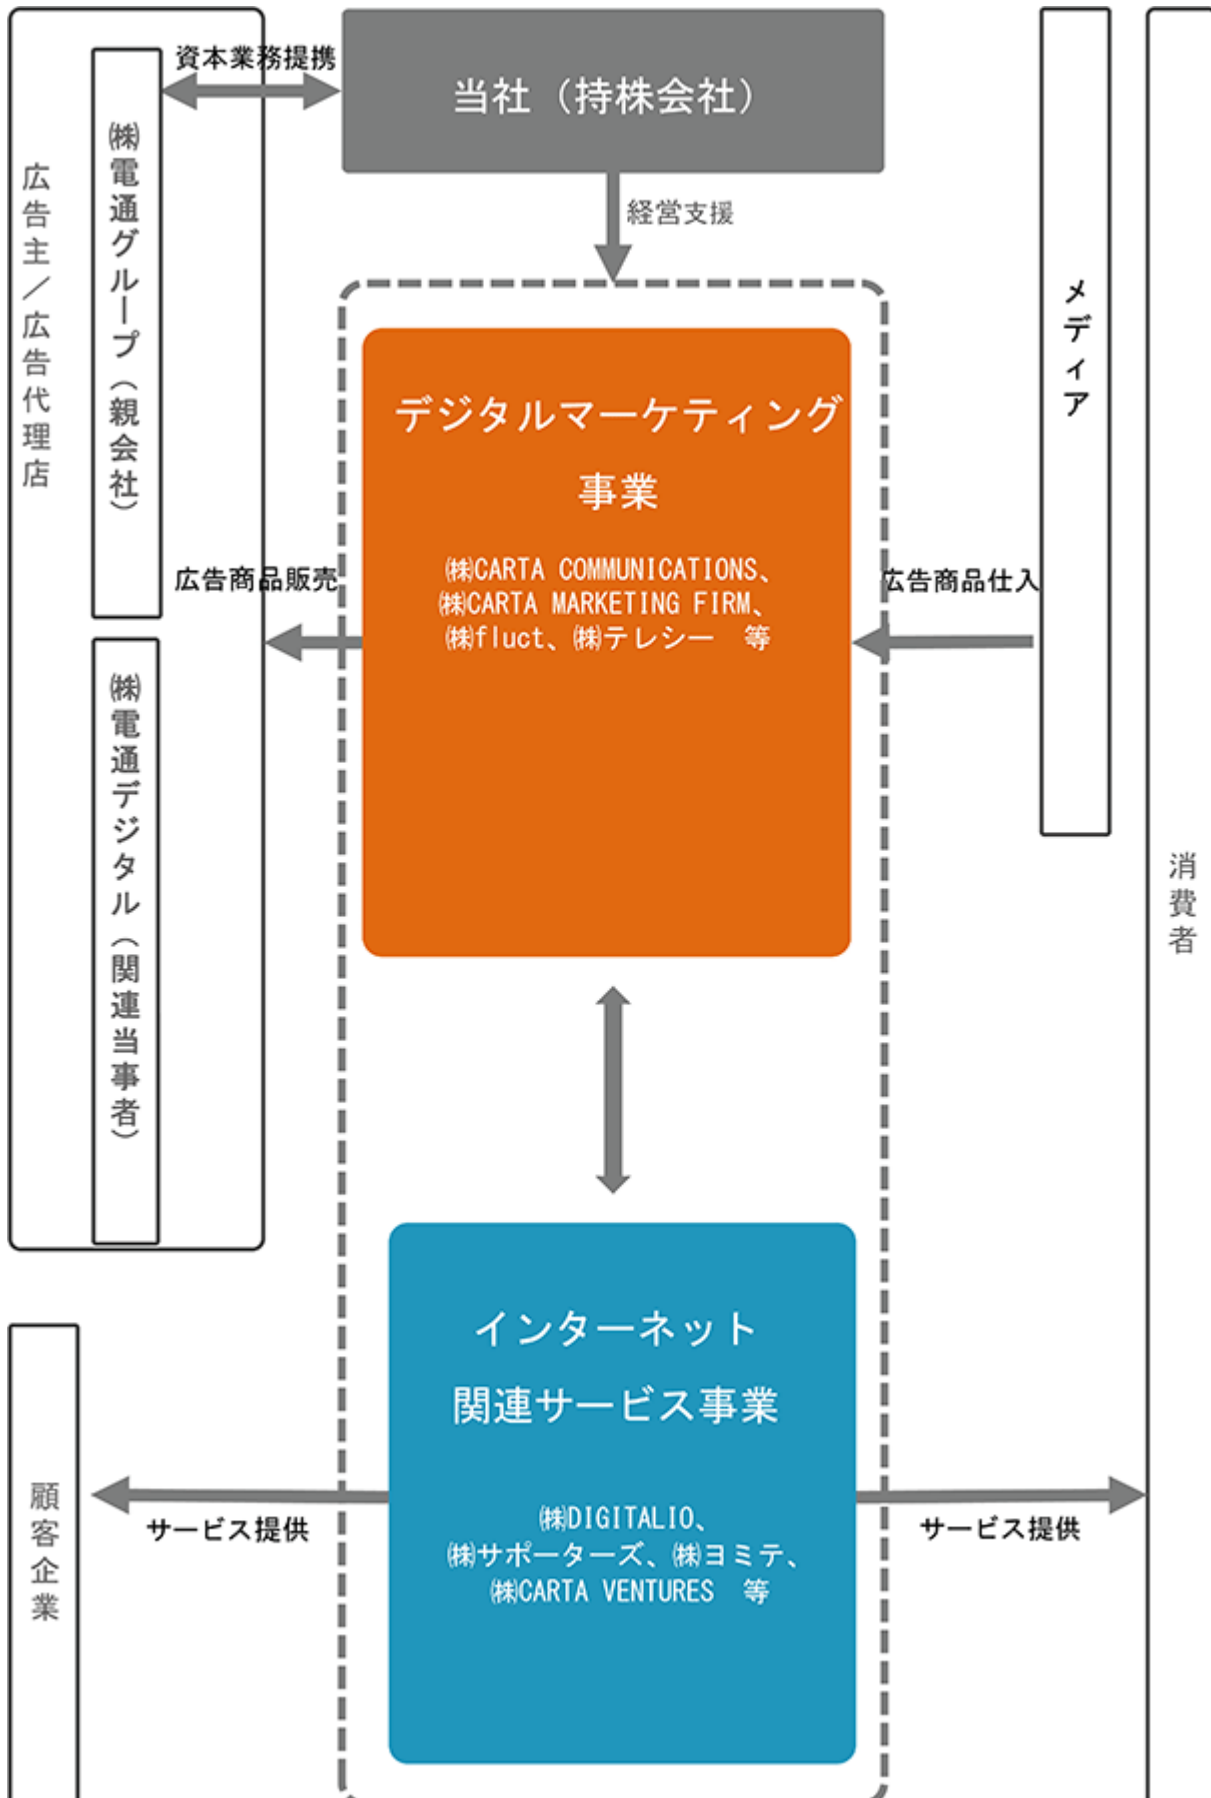 資本業務提携
当社（持株会社）
経営支援
広告主／広告代理店
㈱電通グループ（親会社）
㈱電通デジタル（関連当事者）
広告商品販売
デジタルマーケティング
事業
㈱CARTA COMMUNICATIONS、
㈱CARTA MARKETING FIRM、
㈱fluct、㈱テレシー　等
広告商品仕入
メディア
消費者
インターネット
関連サービス事業
㈱DIGITALIO、
㈱サポーターズ、㈱ヨミテ、
㈱CARTA VENTURES　等
サービス提供
サービス提供
顧客企業